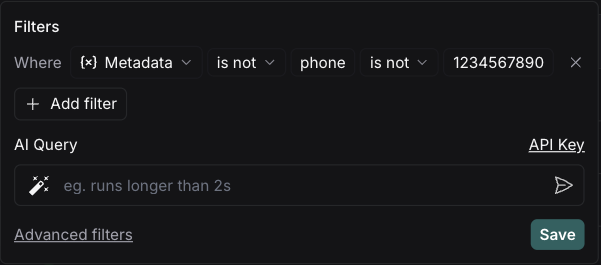 Filters
Where {x} Metadata is not phone is not 1234567890
+ Add filter
AI Query API Key
eg. runs longer than 2s
Advanced filters Save